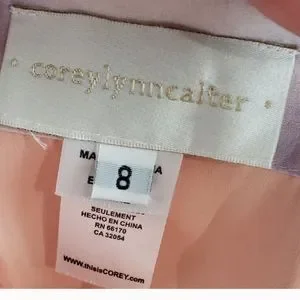 • coreylynncalter •
8
SEULEMENT
HECHO EN CHINA
RN 66170
CA 32054
www.thisisCOREY.com